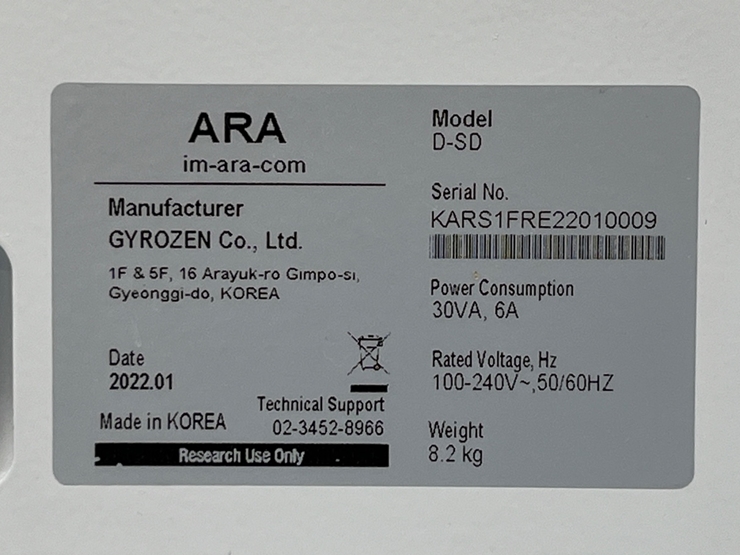 ARA
im-ara-com
Manufacturer
GYROZEN Co., Ltd.
1F & 5F, 16 Arayuk-ro Gimpo-si,
Gyeonggi-do, KOREA
Date
2022.01
Made in KOREA
Technical Support
02-3452-8966
Research Use Only
Model
D-SD
Serial No.
KARS1FRE22010009
Power Consumption
30VA, 6A
Rated Voltage, Hz
100-240V~,50/60HZ
Weight
8.2 kg